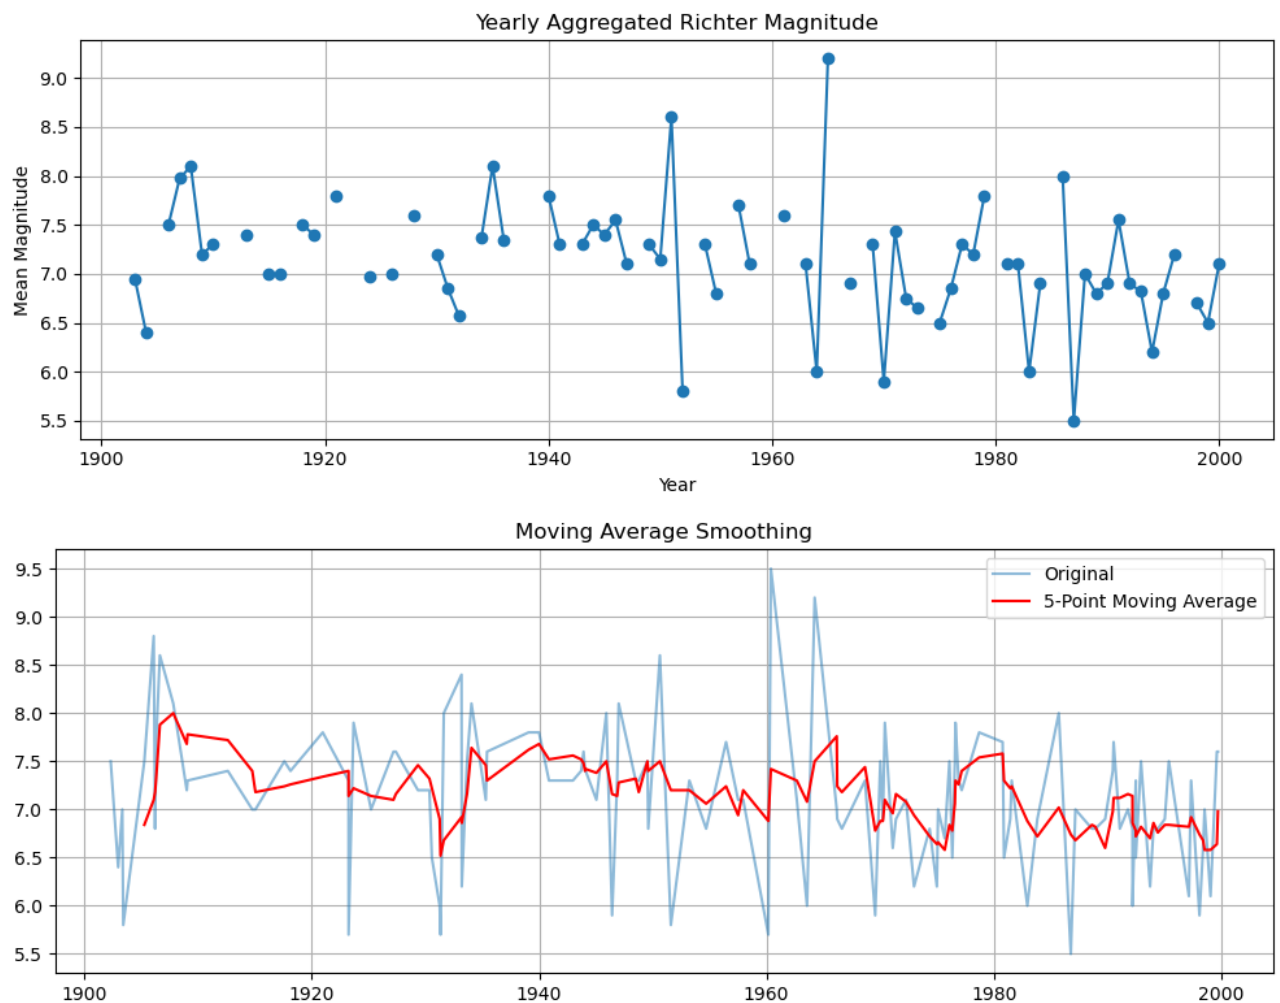 Yearly Aggregated Richter Magnitude
9.0
8.5
8.0
7.5
7.0
6.5
6.0
5.5
Mean Magnitude
1900 1920 1940 1960 1980 2000
Year
Moving Average Smoothing
9.5
9.0
8.5
8.0
7.5
7.0
6.5
6.0
5.5
Original
5-Point Moving Average
1900 1920 1940 1960 1980 2000